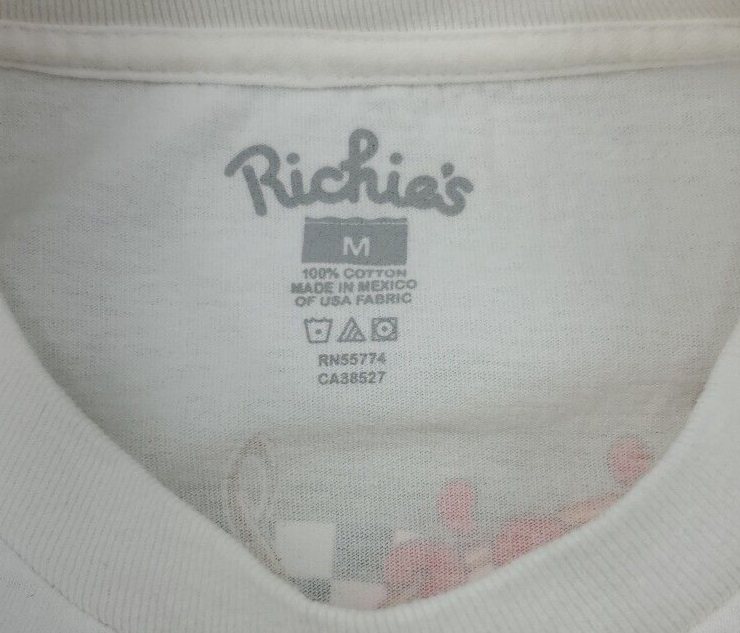 Richie's
M
100% COTTON
MADE IN MEXICO
OF USA FABRIC
RN55774
CA38527